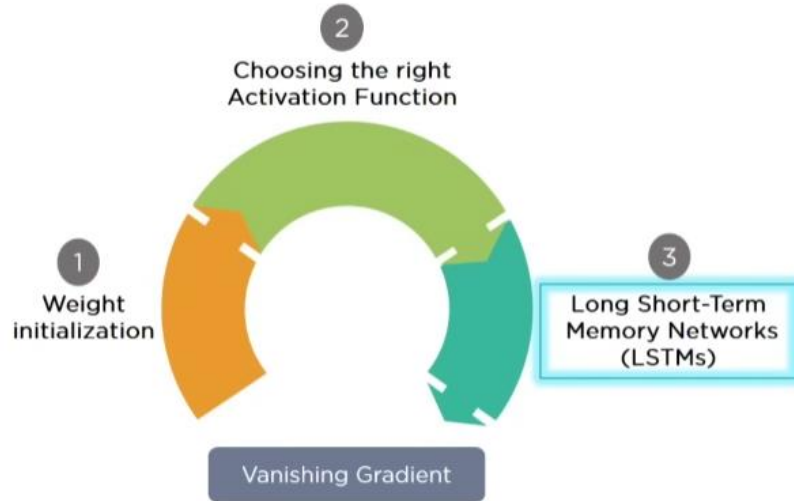 2
Choosing the right
Activation Function
1
Weight
initialization
3
Long Short-Term
Memory Networks
(LSTMs)
Vanishing Gradient